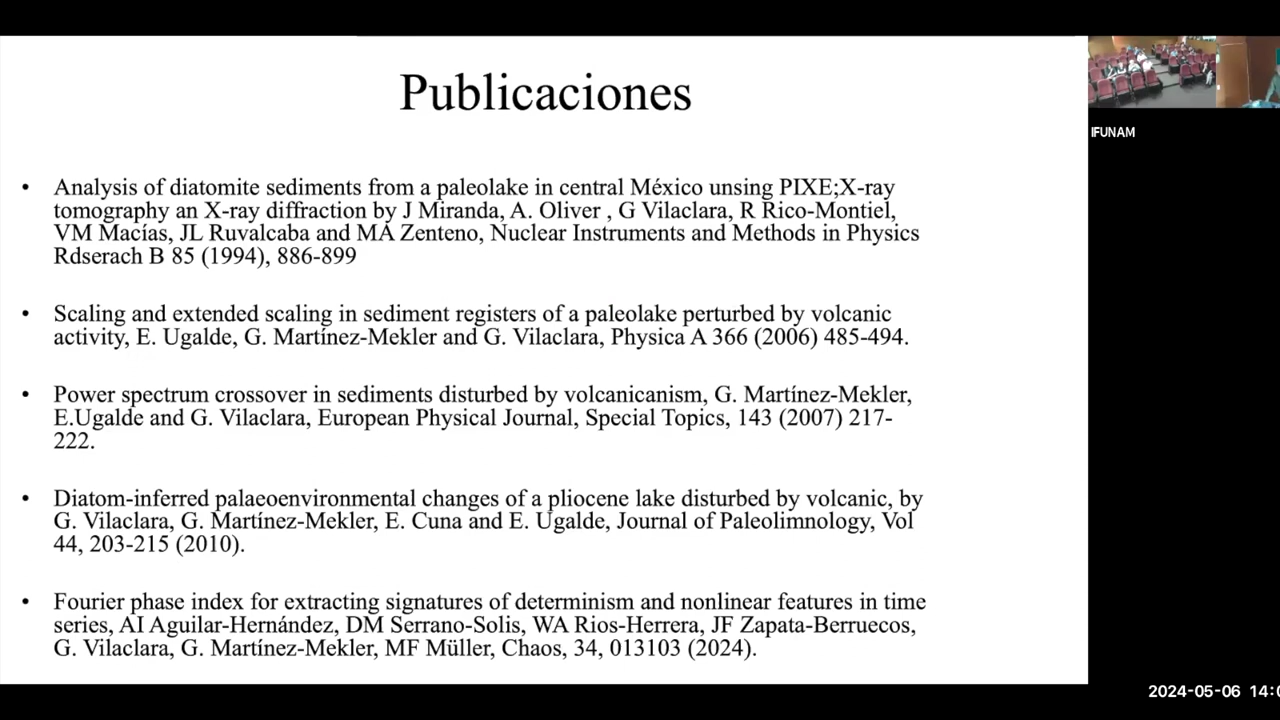 Publicaciones
• Analysis of diatomite sediments from a paleolake in central México unsing PIXE;X-ray
tomography an X-ray diffraction by J Miranda, A. Oliver , G Vilaclara, R Rico-Montiel,
VM Macías, JL Ruvalcaba and MA Zenteno, Nuclear Instruments and Methods in Physics
Rdserach B 85 (1994), 886-899
• Scaling and extended scaling in sediment registers of a paleolake perturbed by volcanic
activity, E. Ugalde, G. Martínez-Mekler and G. Vilaclara, Physica A 366 (2006) 485-494.
• Power spectrum crossover in sediments disturbed by volcanicanism, G. Martínez-Mekler,
E.Ugalde and G. Vilaclara, European Physical Journal, Special Topics, 143 (2007) 217-
222.
• Diatom-inferred palaeoenvironmental changes of a pliocene lake disturbed by volcanic, by
G. Vilaclara, G. Martínez-Mekler, E. Cuna and E. Ugalde, Journal of Paleolimnology, Vol
44, 203-215 (2010).
• Fourier phase index for extracting signatures of determinism and nonlinear features in time
series, AI Aguilar-Hernández, DM Serrano-Solis, WA Rios-Herrera, JF Zapata-Berruecos,
G. Vilaclara, G. Martínez-Mekler, MF Müller, Chaos, 34, 013103 (2024).
IFUNAM
2024-05-06 14:0